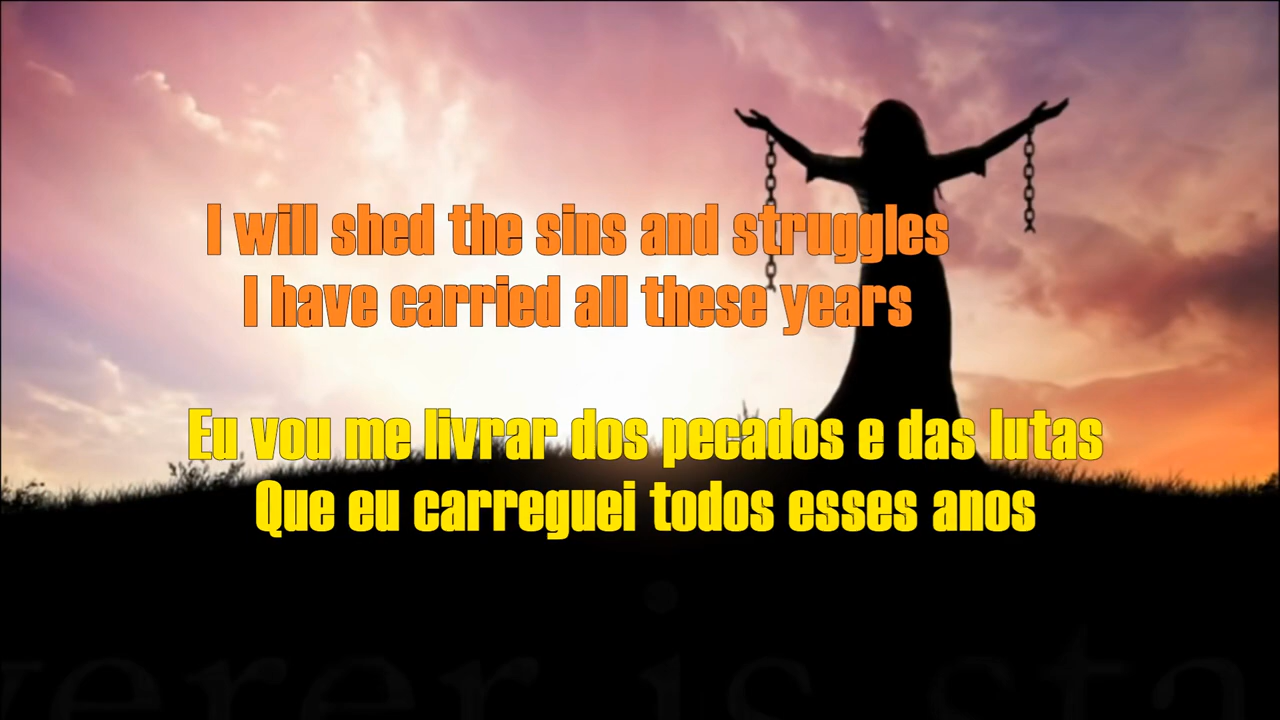 I will shed the sins and struggles
I have carried all these years
Eu vou me livrar dos pecados e das lutas
Que eu carreguei todos esses anos
is